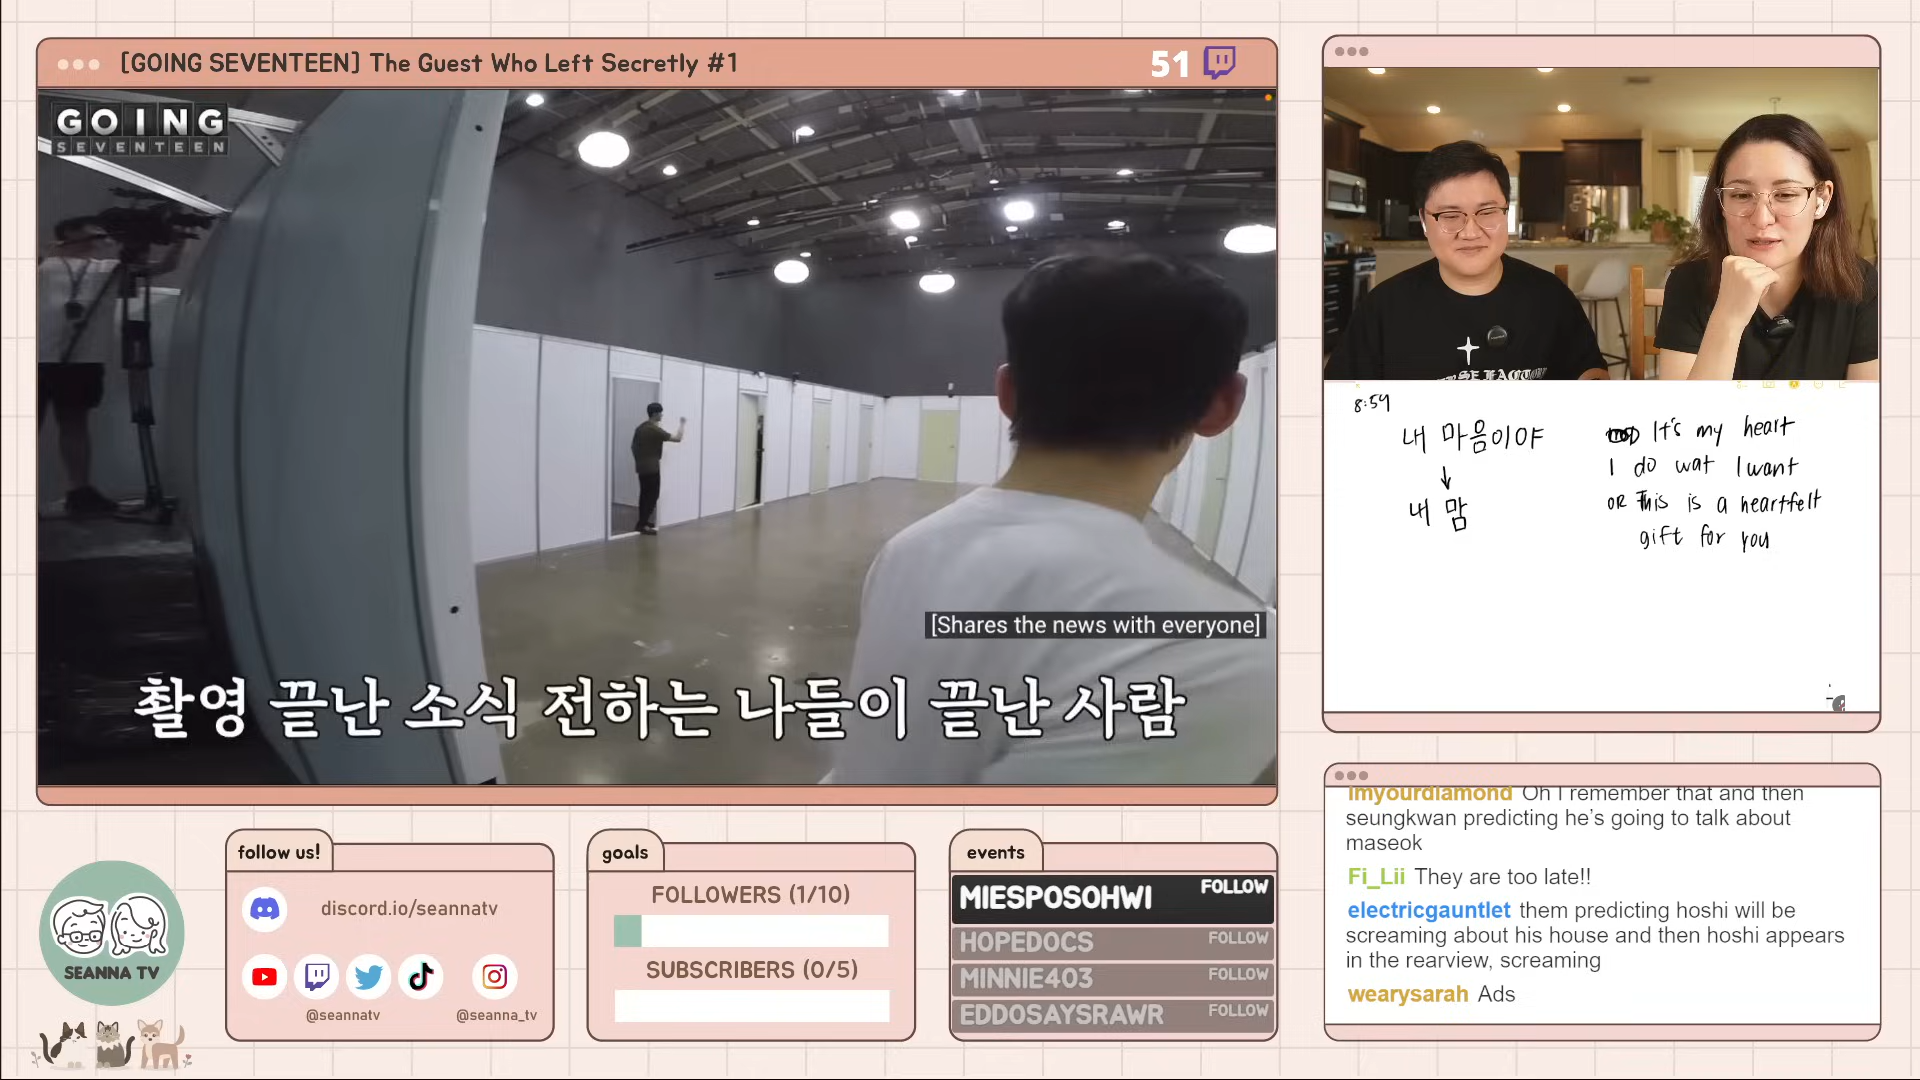 [GOING SEVENTEEN] The Guest Who Left Secretly #1
51
GOING
SEVENTEEN
[Shares the news with everyone]
촬영 끝난 소식 전하는 나들이 끝난 사람
8:59
내 마음이야
↓
내 맘
It's my heart
I do wat I want
OR This is a heartfelt
gift for you
imyourdiamond Oh I remember that and then
seungkwan predicting he's going to talk about
maseok
Fi_Lii They are too late!!
electricgauntlet them predicting hoshi will be
screaming about his house and then hoshi appears
in the rearview, screaming
wearysarah Ads
SEANNA TV
follow us!
discord.io/seannatv
@seannatv
@seanna_tv
goals
FOLLOWERS (1/10)
SUBSCRIBERS (0/5)
events
MIESPOSOHWI FOLLOW
HOPEDOCS FOLLOW
MINNIE403 FOLLOW
EDDOSAYSRAWR FOLLOW